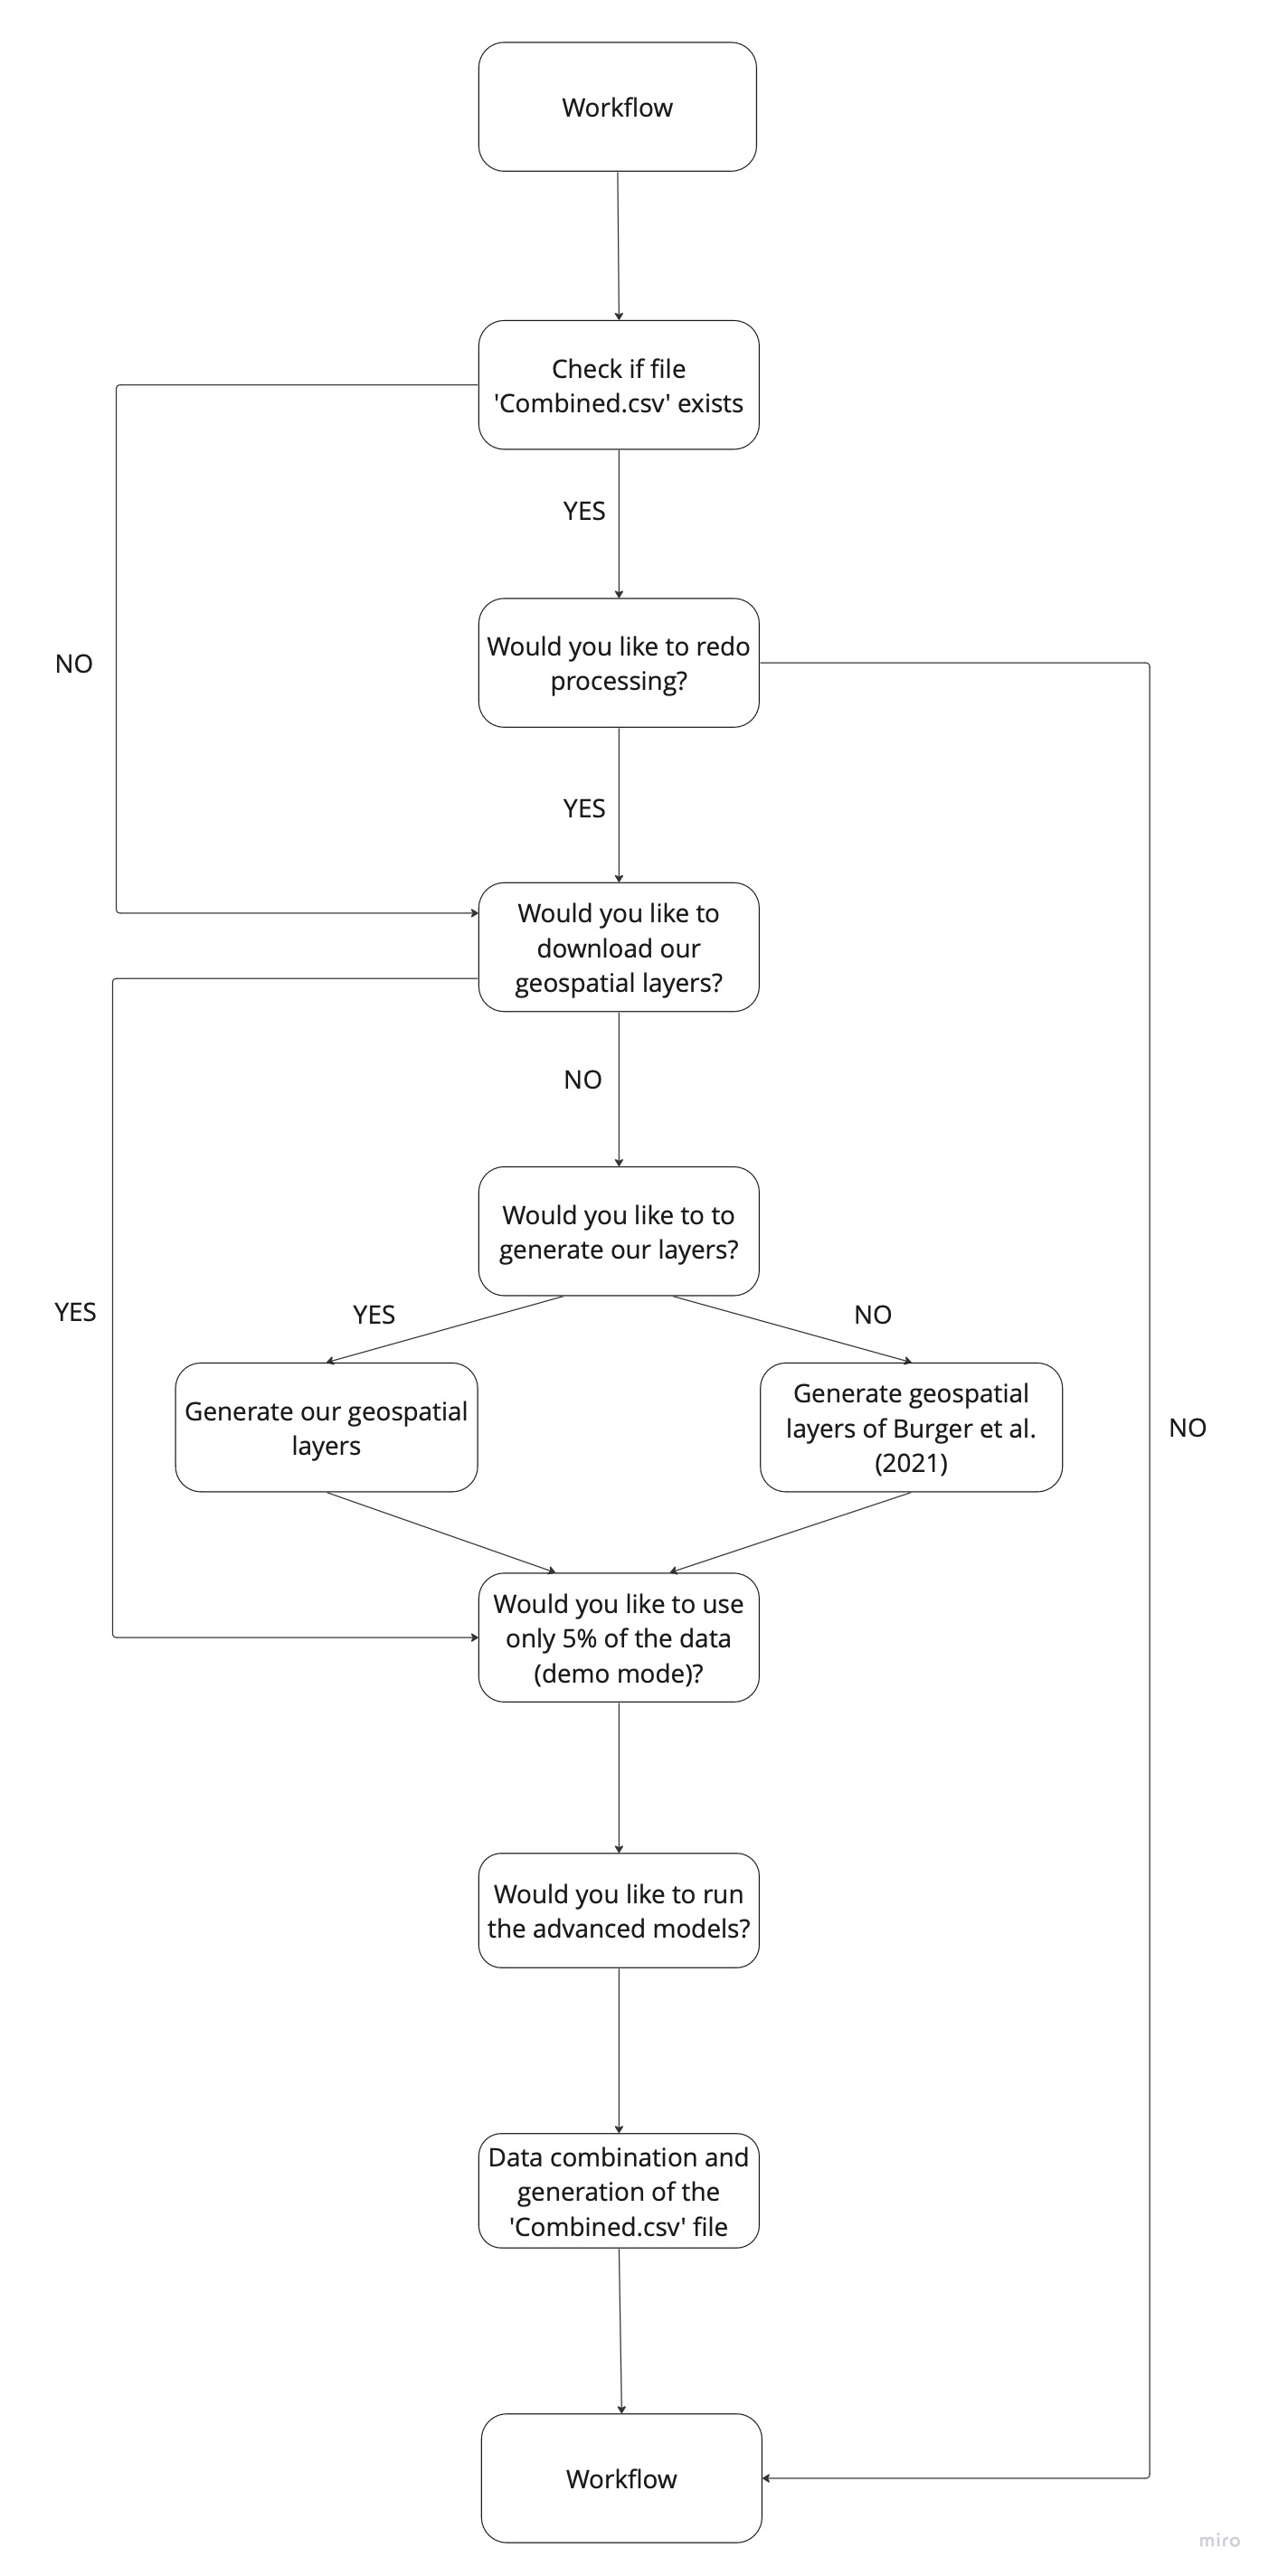 Workflow
Check if file
'Combined.csv' exists
YES
Would you like to redo
processing?
NO
YES
Would you like to
download our
geospatial layers?
NO
Would you like to to
generate our layers?
YES
YES
NO
Generate our geospatial
layers
Generate geospatial
layers of Burger et al.
(2021)
NO
Would you like to use
only 5% of the data
(demo mode)?
Would you like to run
the advanced models?
Data combination and
generation of the
'Combined.csv' file
Workflow
miro